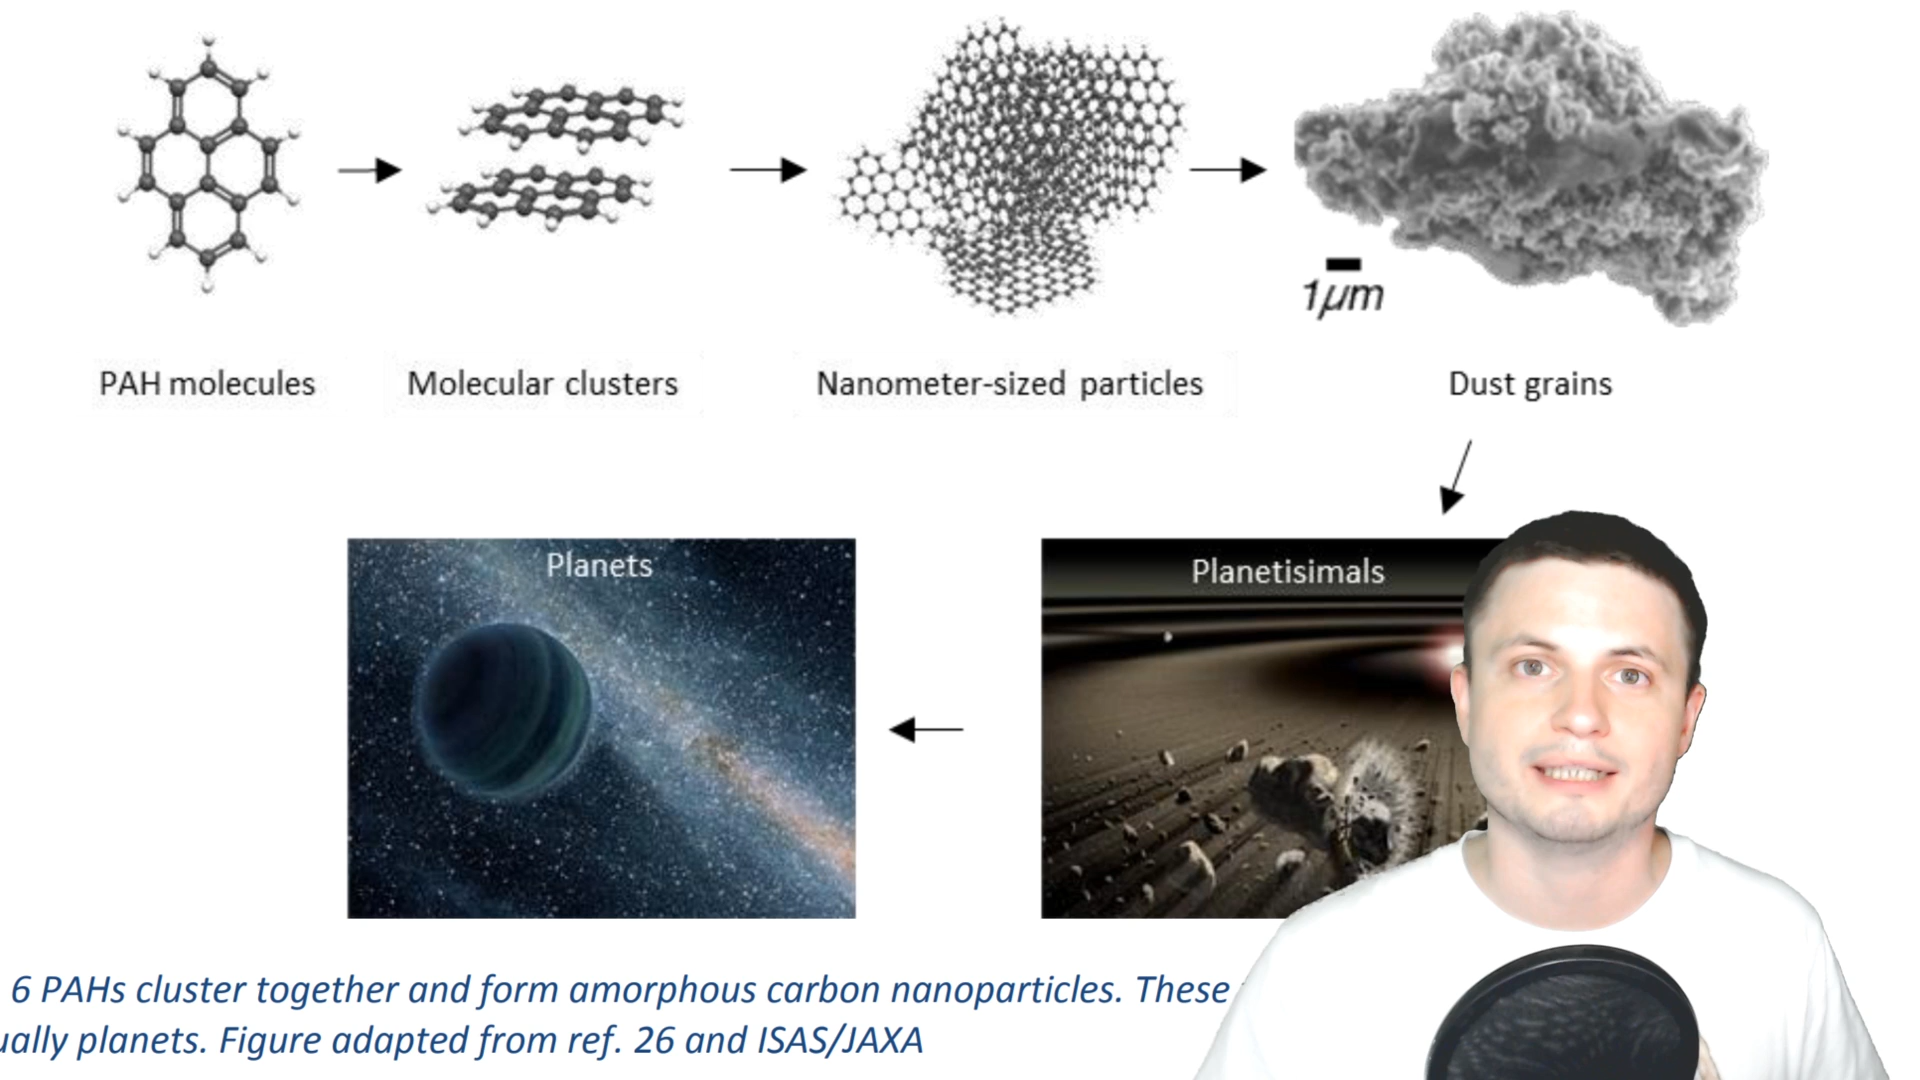 1µm
PAH molecules
Molecular clusters
Nanometer-sized particles
Dust grains
Planets
Planetisimals
6 PAHs cluster together and form amorphous carbon nanoparticles. These
planets. Figure adapted from ref. 26 and ISAS/JAXA